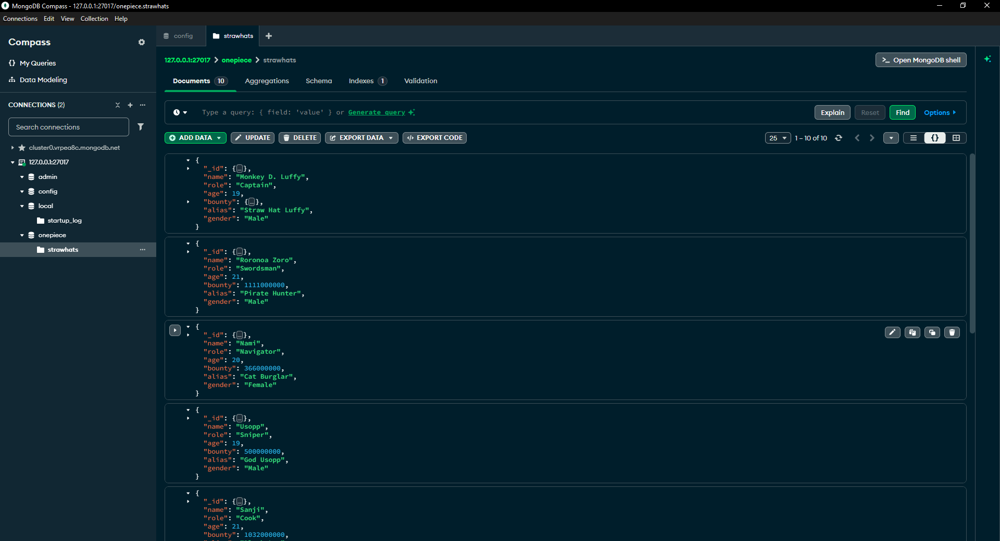 MongoDB Compass - 127.0.0.1:27017/onepiece.strawhats
Connections Edit View Collection Help
Compass
My Queries
Data Modeling
CONNECTIONS (2)
Search connections
cluster0.vrpea8c.mongodb.net
127.0.0.1:27017
admin
config
local
startup_log
onepiece
strawhats
config
strawhats
127.0.0.1:27017 > onepiece > strawhats
>_ Open MongoDB shell
Documents 10 Aggregations Schema Indexes 1 Validation
Type a query: { field: 'value' } or Generate query
Explain Reset Find Options
ADD DATA UPDATE DELETE EXPORT DATA </> EXPORT CODE
25 1 – 10 of 10 {}
{
"_id": {…},
"name": "Monkey D. Luffy",
"role": "Captain",
"age": 19,
"bounty": {…},
"alias": "Straw Hat Luffy",
"gender": "Male"
}
{
"_id": {…},
"name": "Roronoa Zoro",
"role": "Swordsman",
"age": 21,
"bounty": 1111000000,
"alias": "Pirate Hunter",
"gender": "Male"
}
{
"_id": {…},
"name": "Nami",
"role": "Navigator",
"age": 20,
"bounty": 366000000,
"alias": "Cat Burglar",
"gender": "Female"
}
{
"_id": {…},
"name": "Usopp",
"role": "Sniper",
"age": 19,
"bounty": 500000000,
"alias": "God Usopp",
"gender": "Male"
}
{
"_id": {…},
"name": "Sanji",
"role": "Cook",
"age": 21,
"bounty": 1032000000,